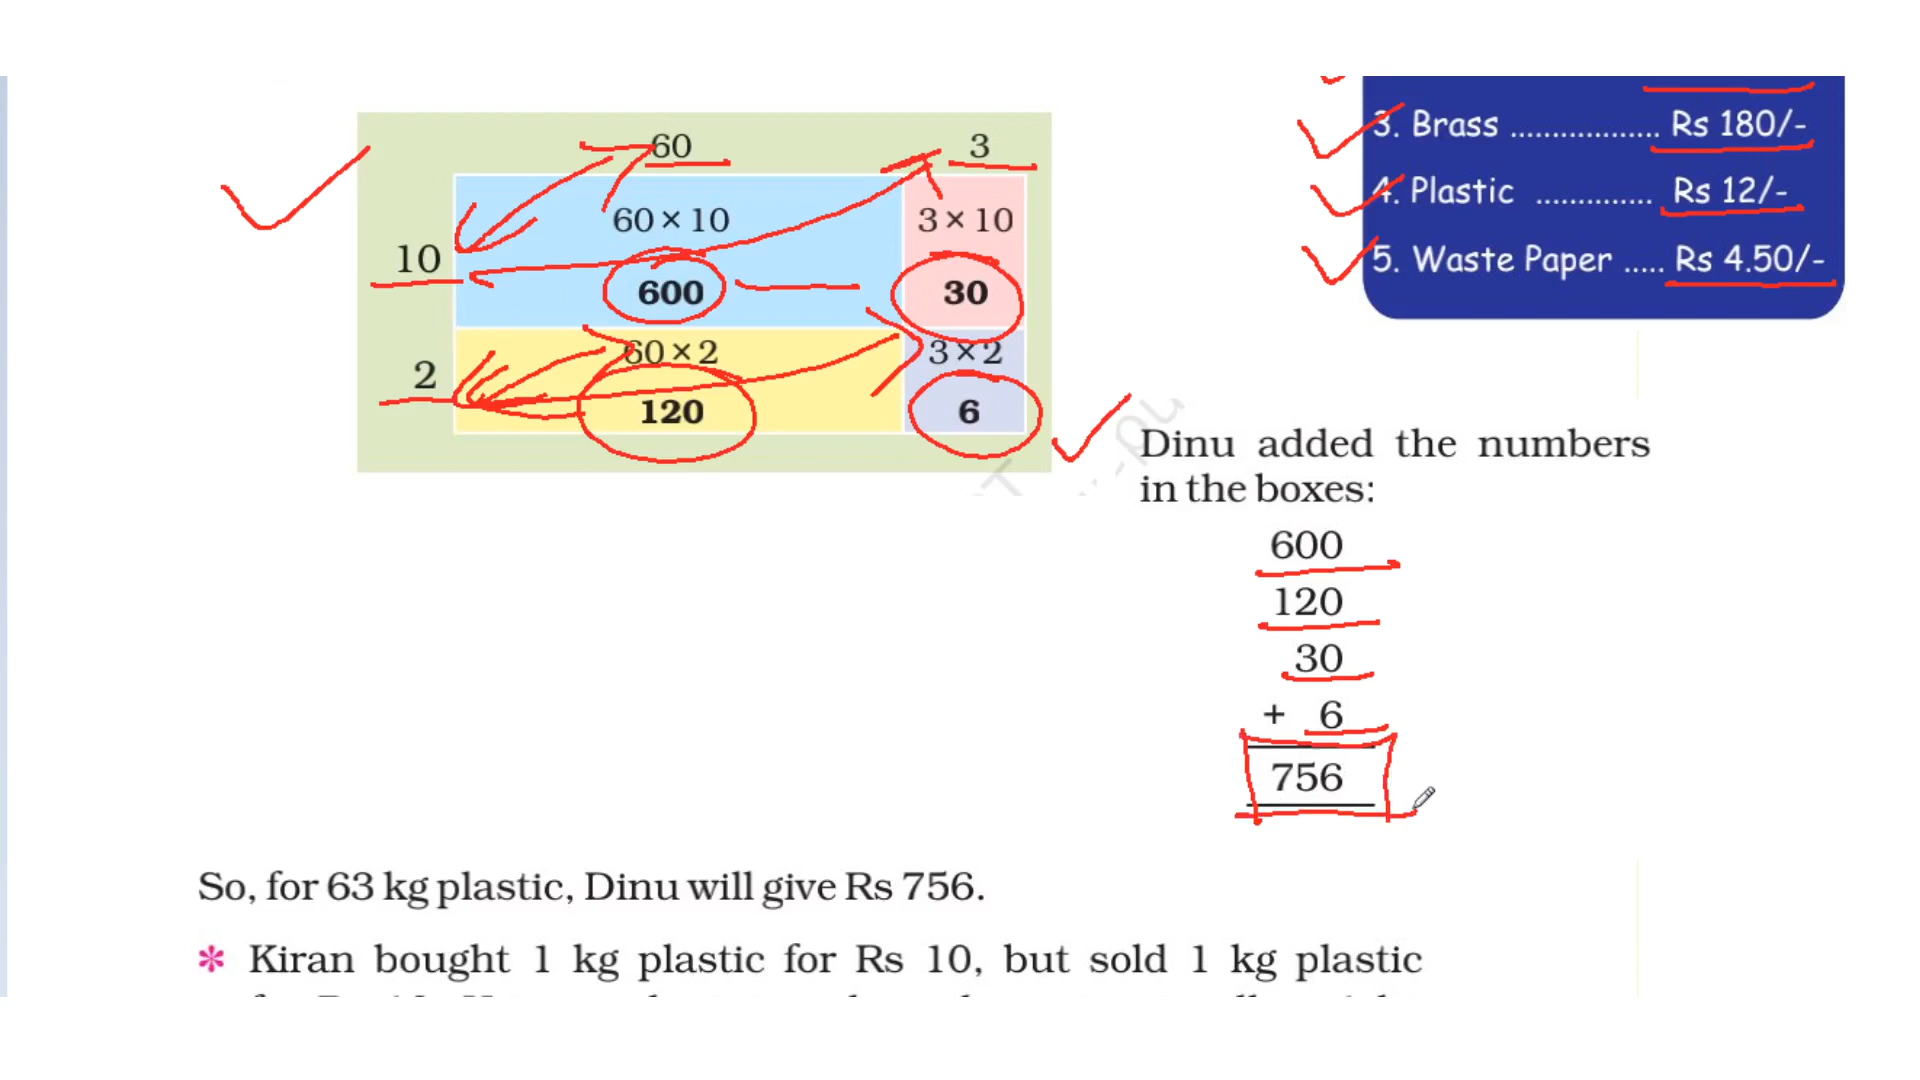 60 3
60 × 10 3 × 10
10
600 30
60 × 2 3 × 2
2
120 6
3. Brass .................. Rs 180/-
4. Plastic .............. Rs 12/-
5. Waste Paper ..... Rs 4.50/-
Dinu added the numbers
in the boxes:
600
120
30
+ 6
756
So, for 63 kg plastic, Dinu will give Rs 756.
* Kiran bought 1 kg plastic for Rs 10, but sold 1 kg plastic